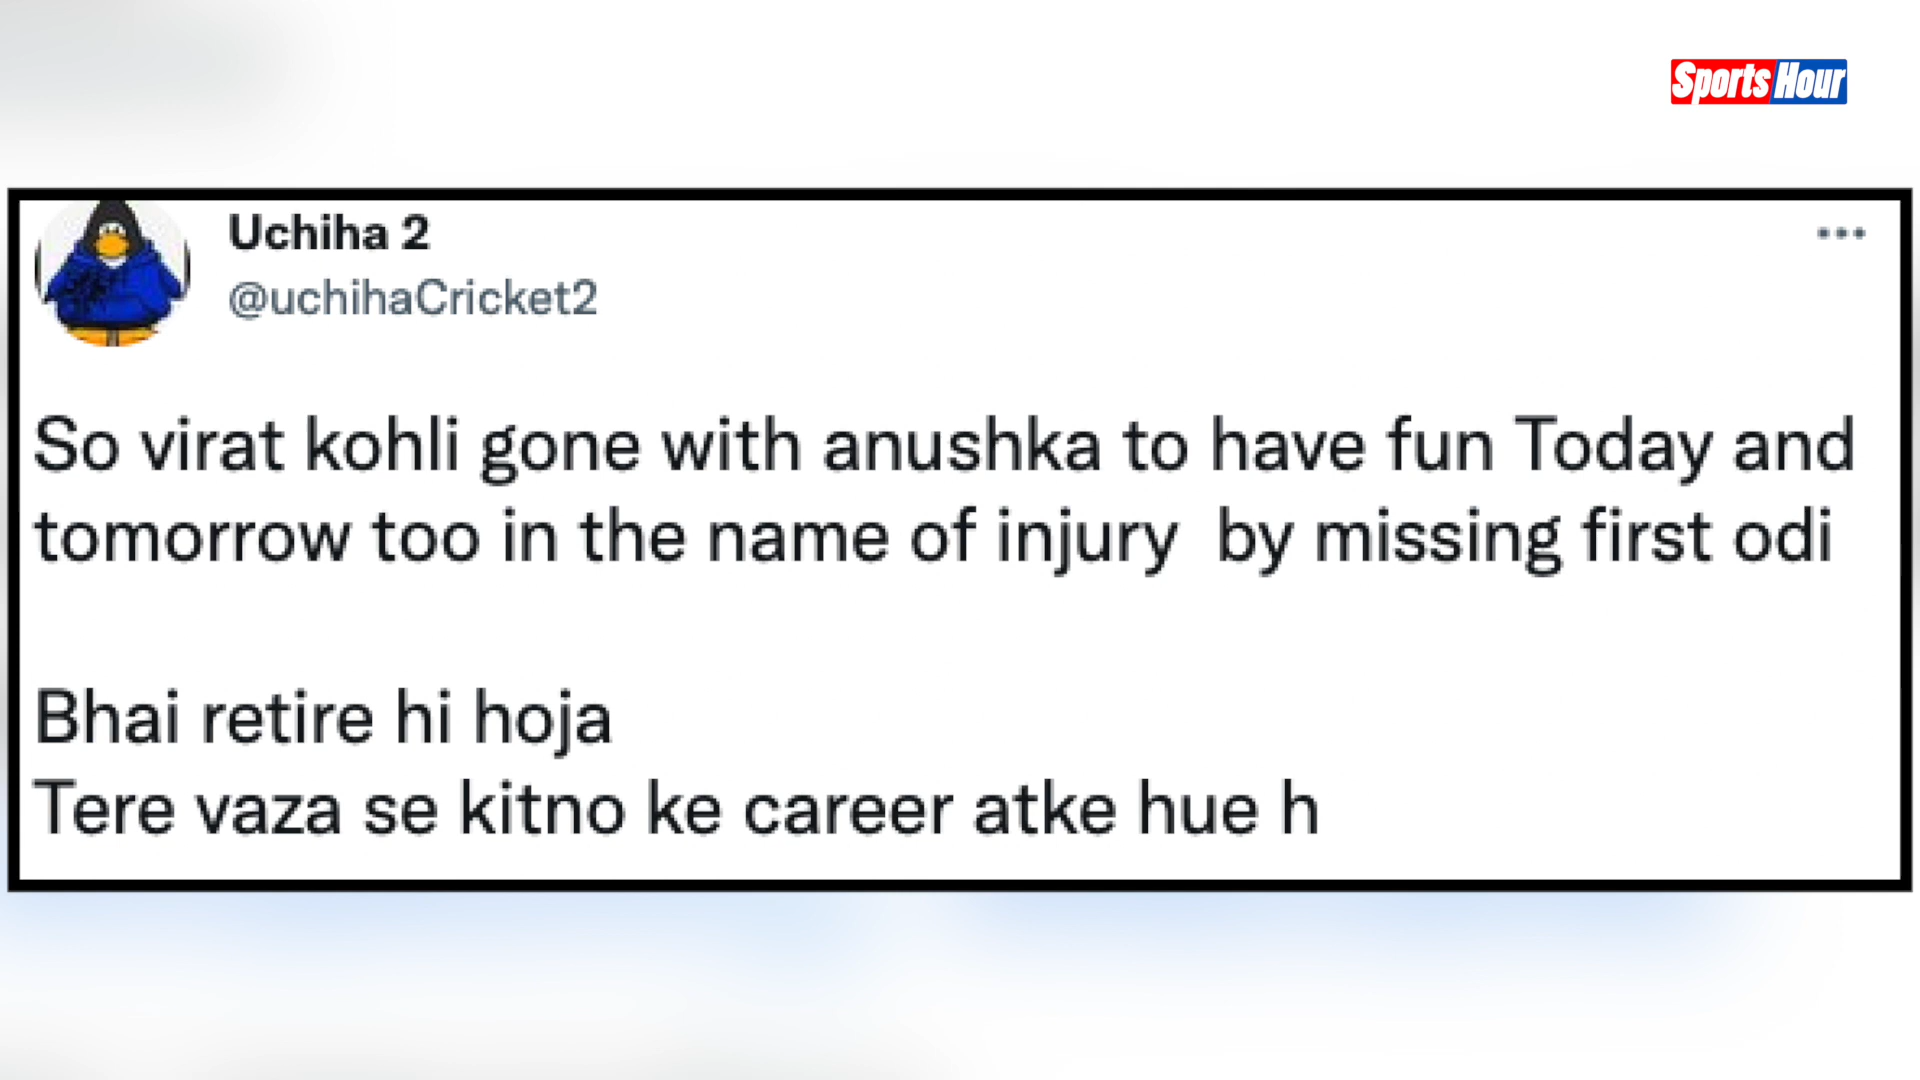 Sports Hour
Uchiha 2
@uchihaCricket2
So virat kohli gone with anushka to have fun Today and
tomorrow too in the name of injury  by missing first odi
Bhai retire hi hoja
Tere vaza se kitno ke career atke hue h